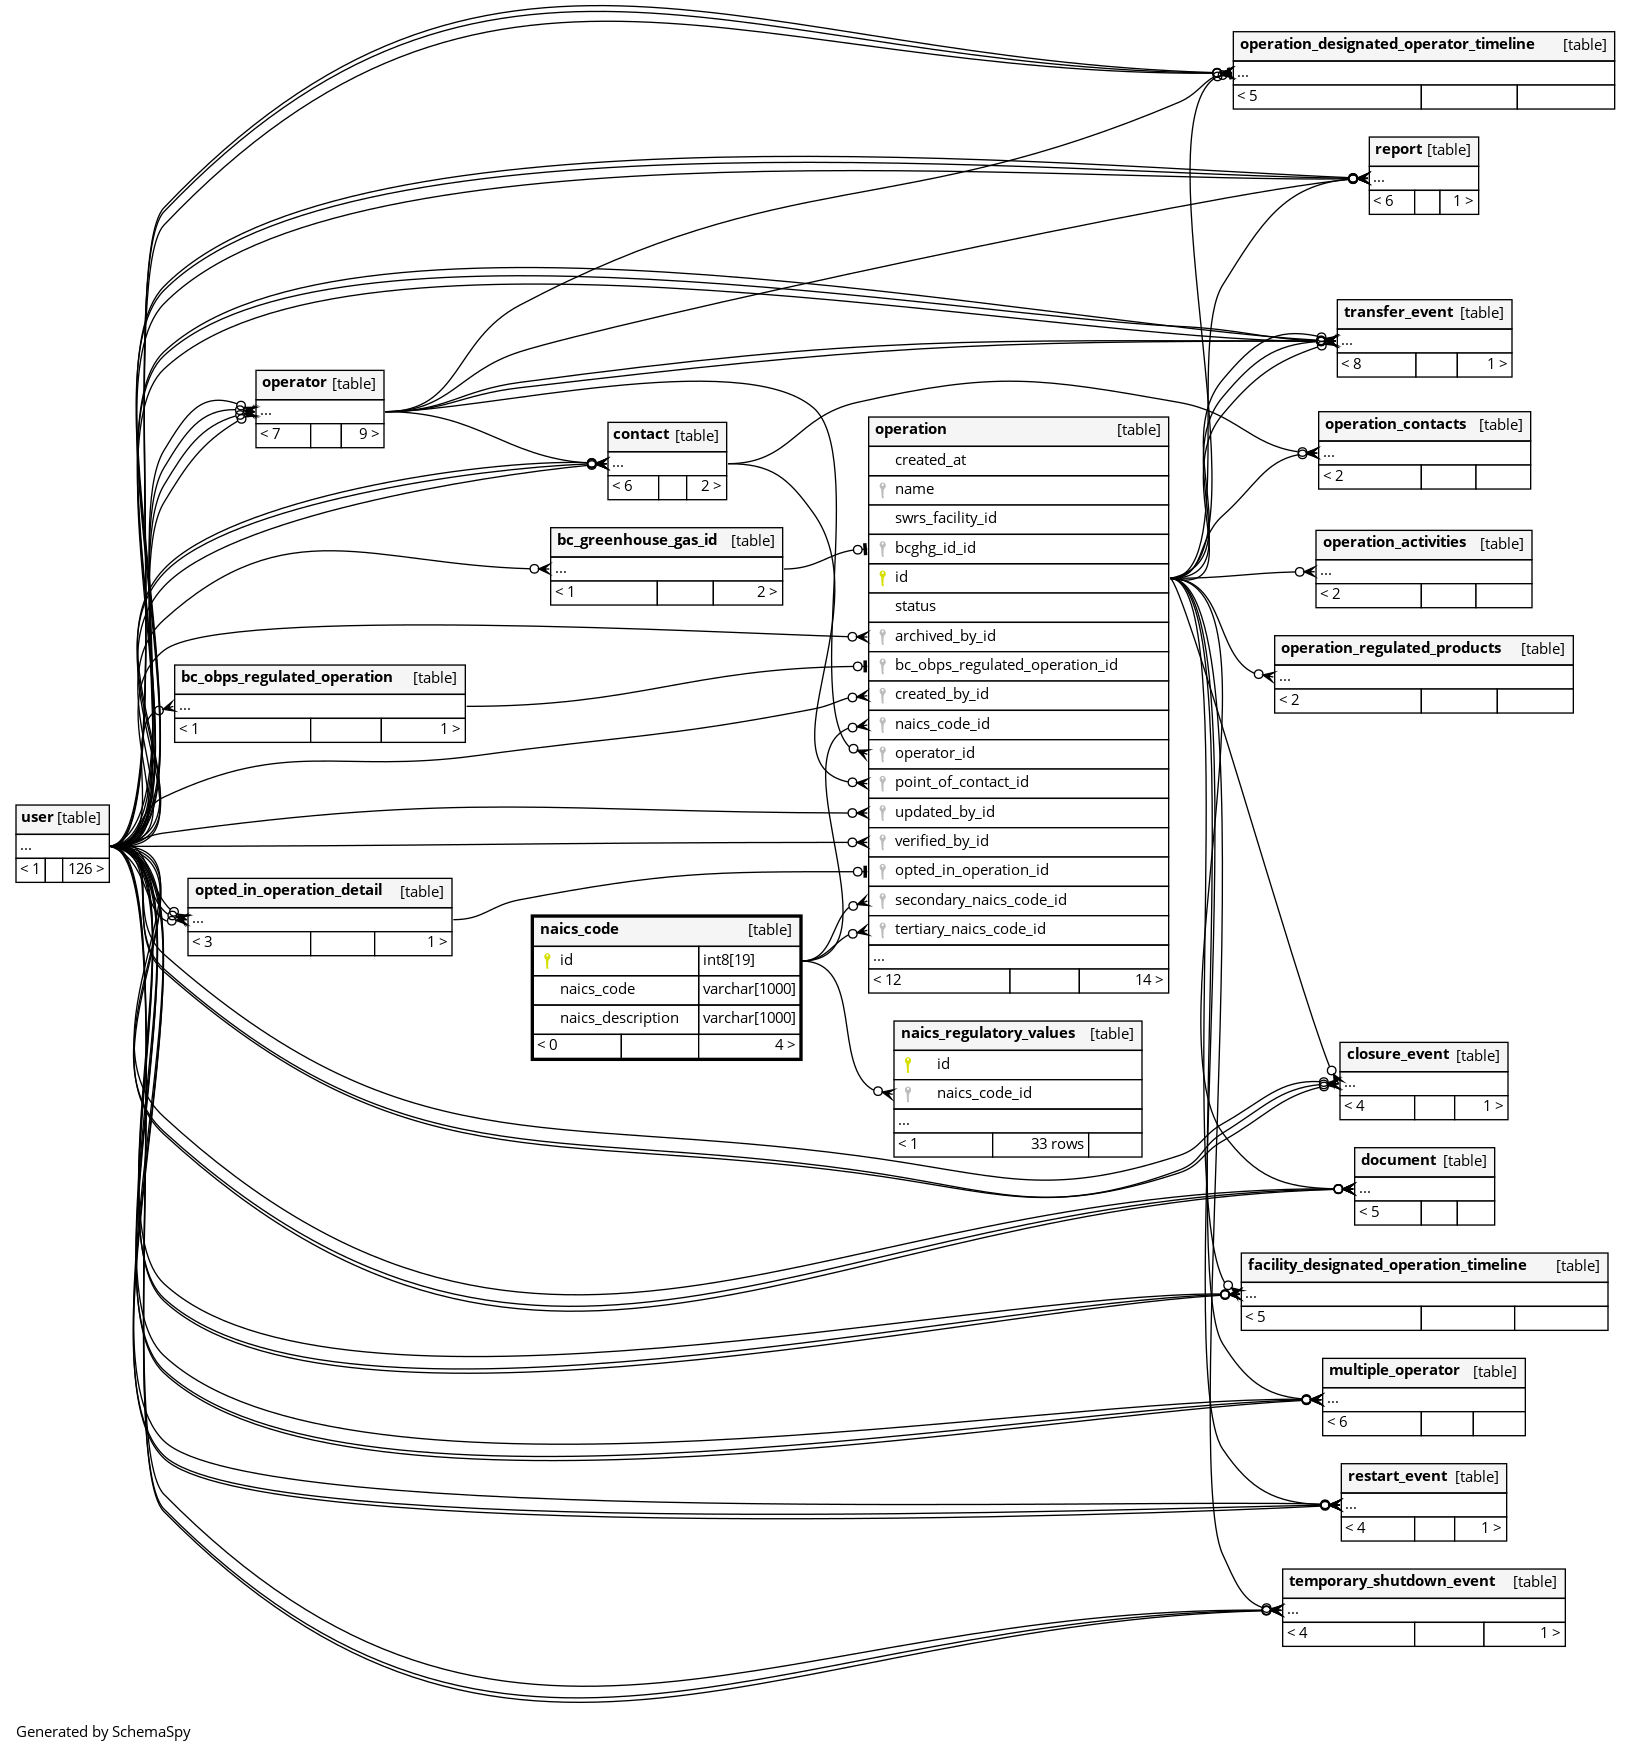 operation_designated_operator_timeline [table]
...
< 5
report [table]
...
< 6 1 >
transfer_event [table]
...
< 8 1 >
operator [table]
...
< 7 9 >
contact [table]
...
< 6 2 >
operation [table]
created_at
name
swrs_facility_id
bcghg_id_id
id
status
archived_by_id
bc_obps_regulated_operation_id
created_by_id
naics_code_id
operator_id
point_of_contact_id
updated_by_id
verified_by_id
opted_in_operation_id
secondary_naics_code_id
tertiary_naics_code_id
...
< 12 14 >
operation_contacts [table]
...
< 2
bc_greenhouse_gas_id [table]
...
< 1 2 >
operation_activities [table]
...
< 2
operation_regulated_products [table]
...
< 2
bc_obps_regulated_operation [table]
...
< 1 1 >
user [table]
...
< 1 126 >
opted_in_operation_detail [table]
...
< 3 1 >
naics_code [table]
id int8[19]
naics_code varchar[1000]
naics_description varchar[1000]
< 0 4 >
naics_regulatory_values [table]
id
naics_code_id
...
< 1 33 rows
closure_event [table]
...
< 4 1 >
document [table]
...
< 5
facility_designated_operation_timeline [table]
...
< 5
multiple_operator [table]
...
< 6
restart_event [table]
...
< 4 1 >
temporary_shutdown_event [table]
...
< 4 1 >
Generated by SchemaSpy